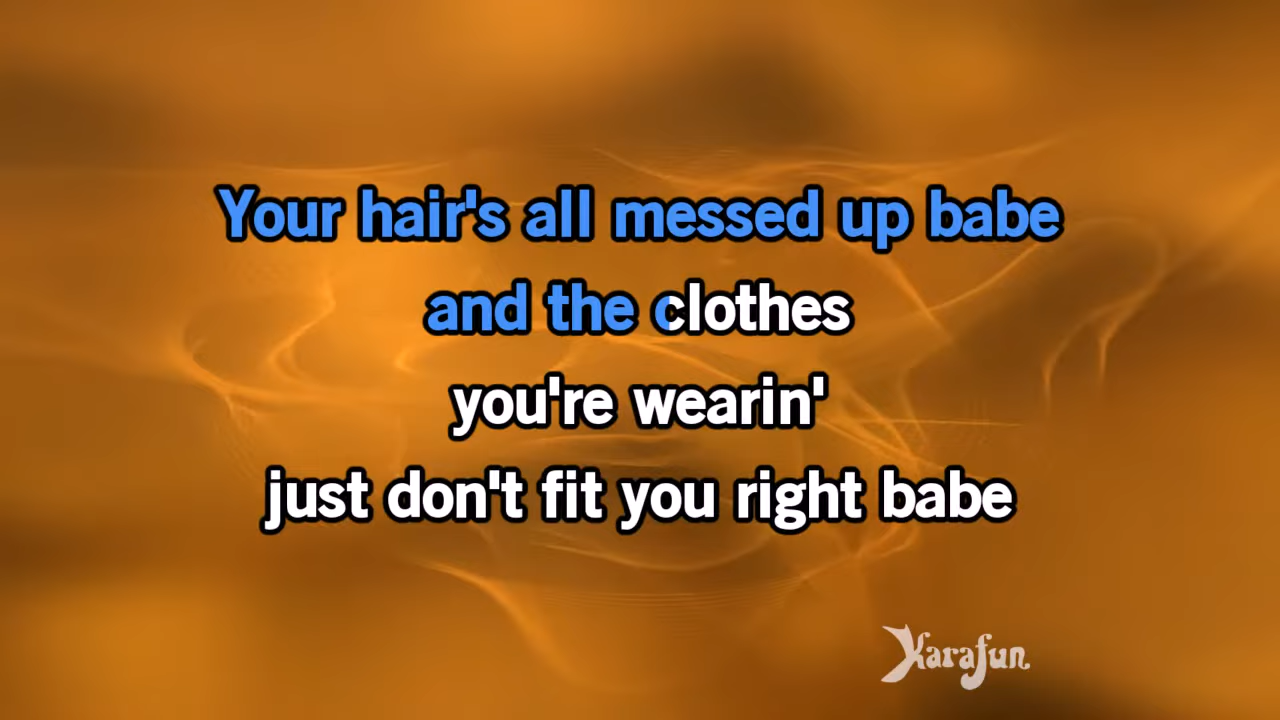 Your hair's all messed up babe
and the clothes
you're wearin'
just don't fit you right babe
Karafun